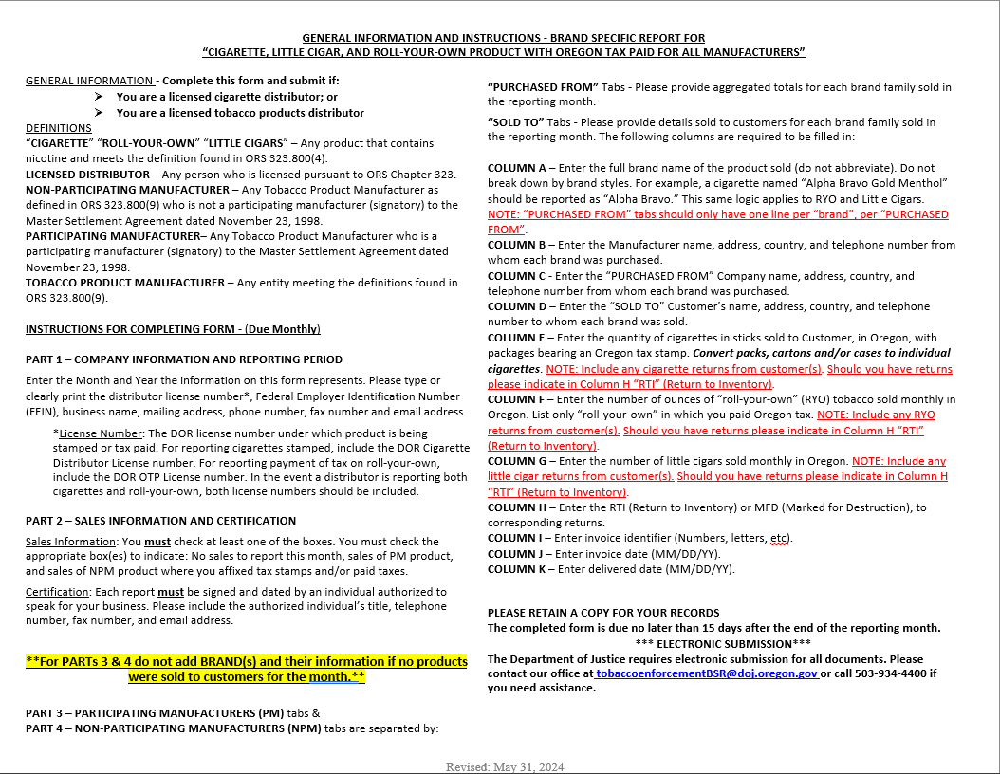 GENERAL INFORMATION AND INSTRUCTIONS - BRAND SPECIFIC REPORT FOR
“CIGARETTE, LITTLE CIGAR, AND ROLL-YOUR-OWN PRODUCT WITH OREGON TAX PAID FOR ALL MANUFACTURERS”
GENERAL INFORMATION - Complete this form and submit if:
➢ You are a licensed cigarette distributor; or
➢ You are a licensed tobacco products distributor
DEFINITIONS
“CIGARETTE” “ROLL-YOUR-OWN” “LITTLE CIGARS” – Any product that contains
nicotine and meets the definition found in ORS 323.800(4).
LICENSED DISTRIBUTOR – Any person who is licensed pursuant to ORS Chapter 323.
NON-PARTICIPATING MANUFACTURER – Any Tobacco Product Manufacturer as
defined in ORS 323.800(9) who is not a participating manufacturer (signatory) to the
Master Settlement Agreement dated November 23, 1998.
PARTICIPATING MANUFACTURER– Any Tobacco Product Manufacturer who is a
participating manufacturer (signatory) to the Master Settlement Agreement dated
November 23, 1998.
TOBACCO PRODUCT MANUFACTURER – Any entity meeting the definitions found in
ORS 323.800(9).
INSTRUCTIONS FOR COMPLETING FORM - (Due Monthly)
PART 1 – COMPANY INFORMATION AND REPORTING PERIOD
Enter the Month and Year the information on this form represents. Please type or
clearly print the distributor license number*, Federal Employer Identification Number
(FEIN), business name, mailing address, phone number, fax number and email address.
*License Number: The DOR license number under which product is being
stamped or tax paid. For reporting cigarettes stamped, include the DOR Cigarette
Distributor License number. For reporting payment of tax on roll-your-own,
include the DOR OTP License number. In the event a distributor is reporting both
cigarettes and roll-your-own, both license numbers should be included.
PART 2 – SALES INFORMATION AND CERTIFICATION
Sales Information: You must check at least one of the boxes. You must check the
appropriate box(es) to indicate: No sales to report this month, sales of PM product,
and sales of NPM product where you affixed tax stamps and/or paid taxes.
Certification: Each report must be signed and dated by an individual authorized to
speak for your business. Please include the authorized individual’s title, telephone
number, fax number, and email address.
**For PARTs 3 & 4 do not add BRAND(s) and their information if no products
were sold to customers for the month.**
PART 3 – PARTICIPATING MANUFACTURERS (PM) tabs &
PART 4 – NON-PARTICIPATING MANUFACTURERS (NPM) tabs are separated by:
“PURCHASED FROM” Tabs - Please provide aggregated totals for each brand family sold in
the reporting month.
“SOLD TO” Tabs - Please provide details sold to customers for each brand family sold in
the reporting month. The following columns are required to be filled in:
COLUMN A – Enter the full brand name of the product sold (do not abbreviate). Do not
break down by brand styles. For example, a cigarette named “Alpha Bravo Gold Menthol”
should be reported as “Alpha Bravo.” This same logic applies to RYO and Little Cigars.
NOTE: “PURCHASED FROM” tabs should only have one line per “brand”, per “PURCHASED
FROM”.
COLUMN B – Enter the Manufacturer name, address, country, and telephone number from
whom each brand was purchased.
COLUMN C - Enter the “PURCHASED FROM” Company name, address, country, and
telephone number from whom each brand was purchased.
COLUMN D – Enter the “SOLD TO” Customer’s name, address, country, and telephone
number to whom each brand was sold.
COLUMN E – Enter the quantity of cigarettes in sticks sold to Customer, in Oregon, with
packages bearing an Oregon tax stamp. Convert packs, cartons and/or cases to individual
cigarettes. NOTE: Include any cigarette returns from customer(s). Should you have returns
please indicate in Column H “RTI” (Return to Inventory).
COLUMN F – Enter the number of ounces of “roll-your-own” (RYO) tobacco sold monthly in
Oregon. List only “roll-your-own” in which you paid Oregon tax. NOTE: Include any RYO
returns from customer(s). Should you have returns please indicate in Column H “RTI”
(Return to Inventory).
COLUMN G – Enter the number of little cigars sold monthly in Oregon. NOTE: Include any
little cigar returns from customer(s). Should you have returns please indicate in Column H
“RTI” (Return to Inventory).
COLUMN H – Enter the RTI (Return to Inventory) or MFD (Marked for Destruction), to
corresponding returns.
COLUMN I – Enter invoice identifier (Numbers, letters, etc).
COLUMN J – Enter invoice date (MM/DD/YY).
COLUMN K – Enter delivered date (MM/DD/YY).
PLEASE RETAIN A COPY FOR YOUR RECORDS
The completed form is due no later than 15 days after the end of the reporting month.
*** ELECTRONIC SUBMISSION***
The Department of Justice requires electronic submission for all documents. Please
contact our office at tobaccoenforcementBSR@doj.oregon.gov or call 503-934-4400 if
you need assistance.
Revised: May 31, 2024